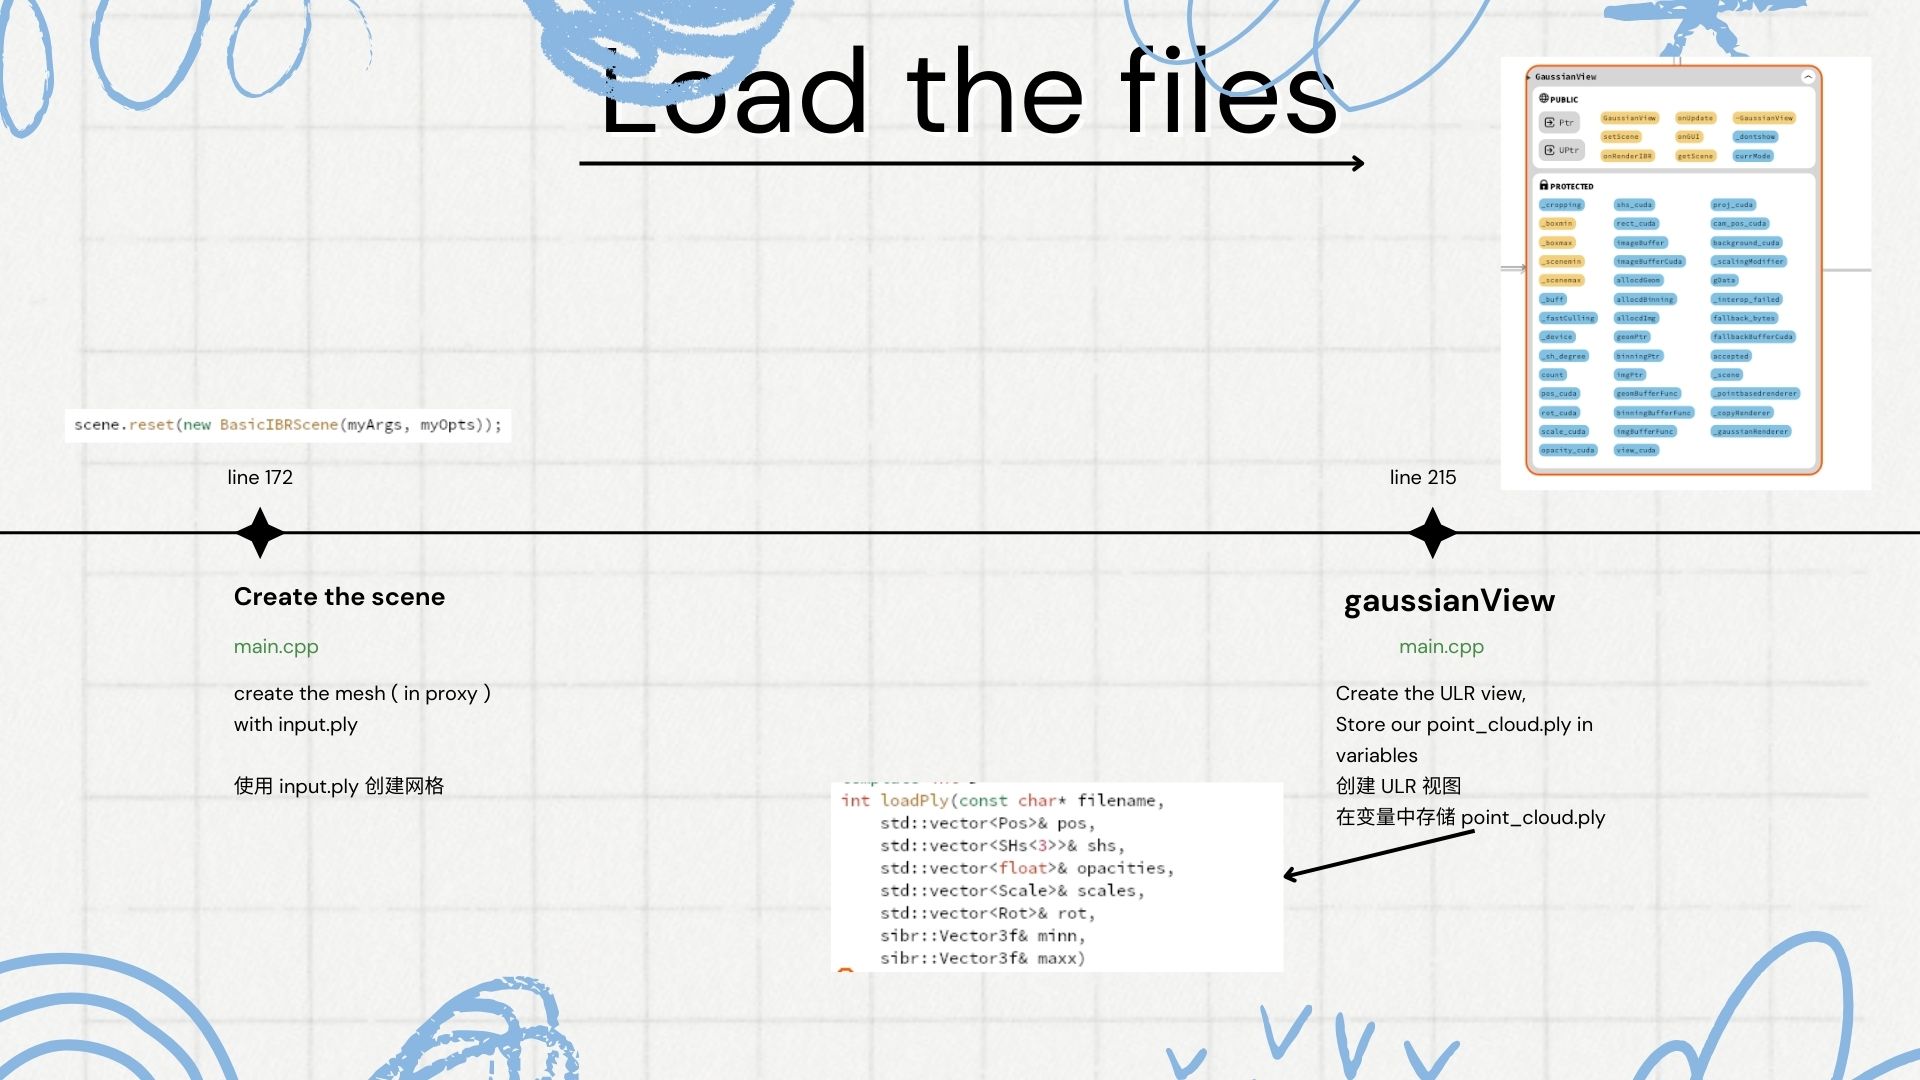 Load the files
GaussianView
PUBLIC
Ptr
UPtr
GaussianView
onUpdate
~GaussianView
setScene
onGUI
_dontshow
onRenderIBR
getScene
currMode
PROTECTED
_cropping
shs_cuda
proj_cuda
_boxmin
rect_cuda
cam_pos_cuda
_boxmax
imageBuffer
background_cuda
_scenemin
imageBufferCuda
_scalingModifier
_scenemax
allocdGeom
gData
_buff
allocdBinning
_interop_failed
_fastCulling
allocdImg
fallback_bytes
_device
geomPtr
fallbackBufferCuda
_sh_degree
binningPtr
accepted
count
imgPtr
_scene
pos_cuda
geomBufferFunc
_pointbasedrenderer
rot_cuda
binningBufferFunc
_copyRenderer
scale_cuda
imgBufferFunc
_gaussianRenderer
opacity_cuda
view_cuda
scene.reset(new BasicIBRScene(myArgs, myOpts));
line 172
line 215
Create the scene
main.cpp
create the mesh ( in proxy )
with input.ply
使用 input.ply 创建网格
gaussianView
main.cpp
Create the ULR view,
Store our point_cloud.ply in
variables
创建 ULR 视图
在变量中存储 point_cloud.ply
int loadPly(const char* filename,
std::vector<Pos>& pos,
std::vector<SHs<3>>& shs,
std::vector<float>& opacities,
std::vector<Scale>& scales,
std::vector<Rot>& rot,
sibr::Vector3f& minn,
sibr::Vector3f& maxx)